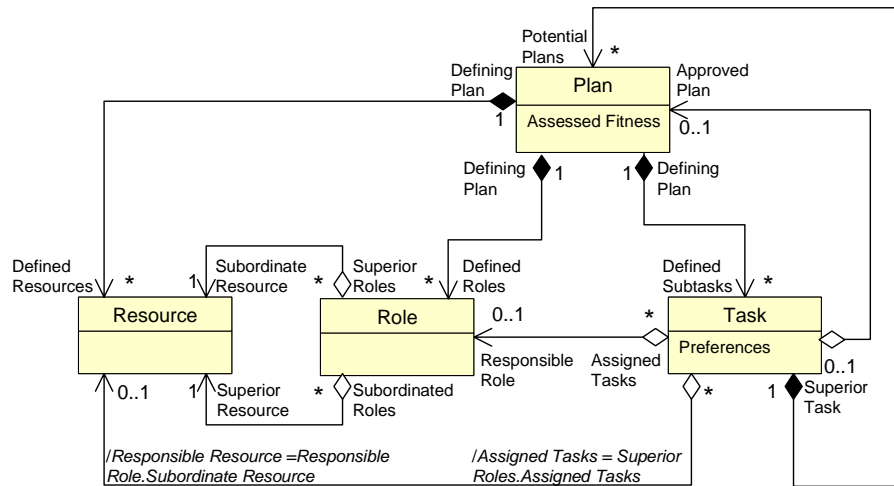 Potential
Plans
*
Defining
Plan
1
Plan
Assessed Fitness
Approved
Plan
0..1
Defining
Plan
1
1
Defining
Plan
Defined
Resources
*
1
Subordinate
Resource
*
Superior
Roles
*
Defined
Roles
Defined
Subtasks
*
Resource
Role
0..1
*
Task
Preferences
Responsible
Role
Assigned
Tasks
0..1
0..1
1
Superior
Resource
*
Subordinated
Roles
*
1
Superior
Task
/Responsible Resource =Responsible
Role.Subordinate Resource
/Assigned Tasks = Superior
Roles.Assigned Tasks